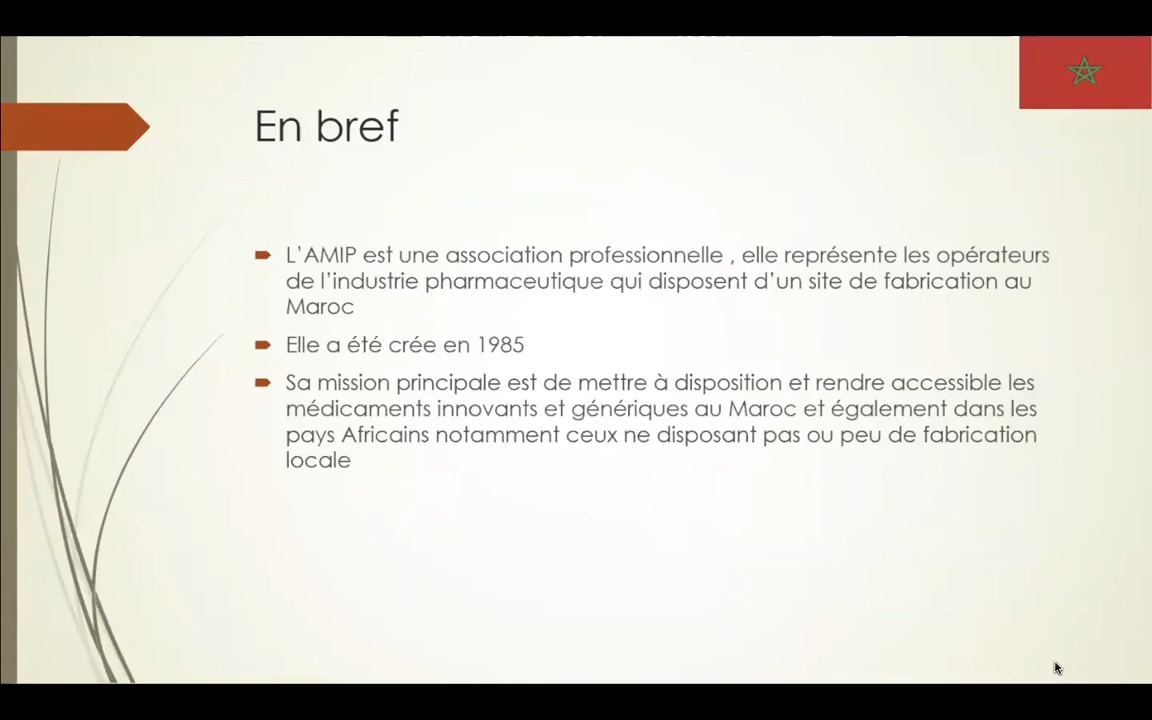 En bref
L’AMIP est une association professionnelle , elle représente les opérateurs
de l’industrie pharmaceutique qui disposent d’un site de fabrication au
Maroc
Elle a été crée en 1985
Sa mission principale est de mettre à disposition et rendre accessible les
médicaments innovants et génériques au Maroc et également dans les
pays Africains notamment ceux ne disposant pas ou peu de fabrication
locale